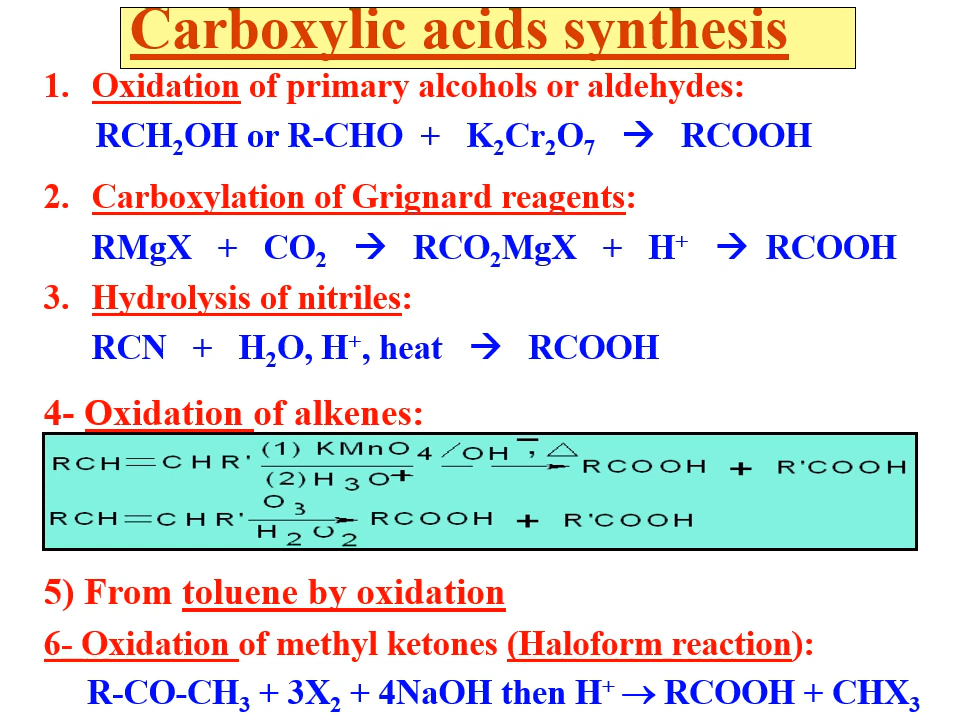 Carboxylic acids synthesis
1. Oxidation of primary alcohols or aldehydes:
RCH₂OH or R-CHO + K₂Cr₂O₇ → RCOOH
2. Carboxylation of Grignard reagents:
RMgX + CO₂ → RCO₂MgX + H⁺ → RCOOH
3. Hydrolysis of nitriles:
RCN + H₂O, H⁺, heat → RCOOH
4- Oxidation of alkenes:
RCH=CHR' (1) KMnO₄/OH⁻, △ (2) H₃O⁺ → RCOOH + R'COOH
RCH=CHR' O₃ H₂O₂ → RCOOH + R'COOH
5) From toluene by oxidation
6- Oxidation of methyl ketones (Haloform reaction):
R-CO-CH₃ + 3X₂ + 4NaOH then H⁺ → RCOOH + CHX₃